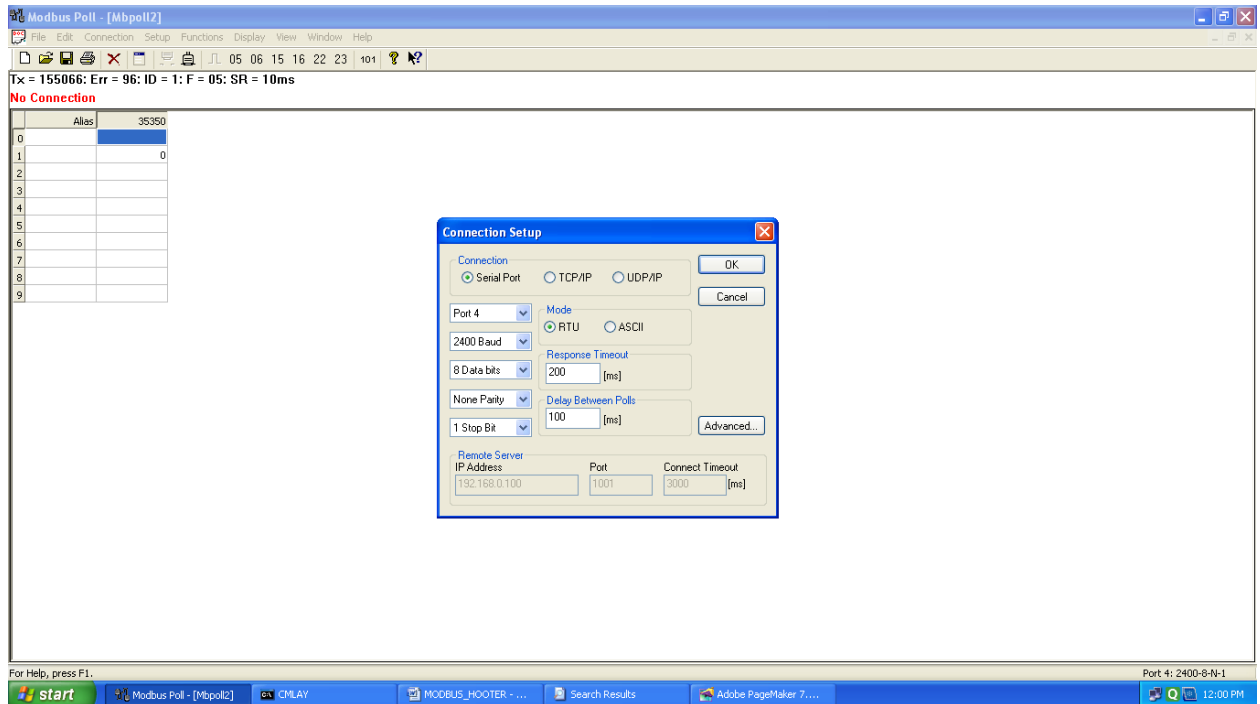 Modbus Poll - [Mbpoll2]
File Edit Connection Setup Functions Display View Window Help
05 06 15 16 22 23 101
Tx = 155066: Err = 96: ID = 1: F = 05: SR = 10ms
No Connection
Alias 35350
0
1 0
2
3
4
5
6
7
8
9
Connection Setup
Connection
Serial Port TCP/IP UDP/IP
OK
Cancel
Port 4
Mode
RTU ASCII
2400 Baud
Response Timeout
8 Data bits
200 [ms]
None Parity
Delay Between Polls
100 [ms]
1 Stop Bit
Advanced...
Remote Server
IP Address Port Connect Timeout
192.168.0.100 1001 3000 [ms]
For Help, press F1.
Port 4: 2400-8-N-1
start Modbus Poll - [Mbpoll2] CMLAY MODBUS_HOOTER - ... Search Results Adobe PageMaker 7.... 12:00 PM